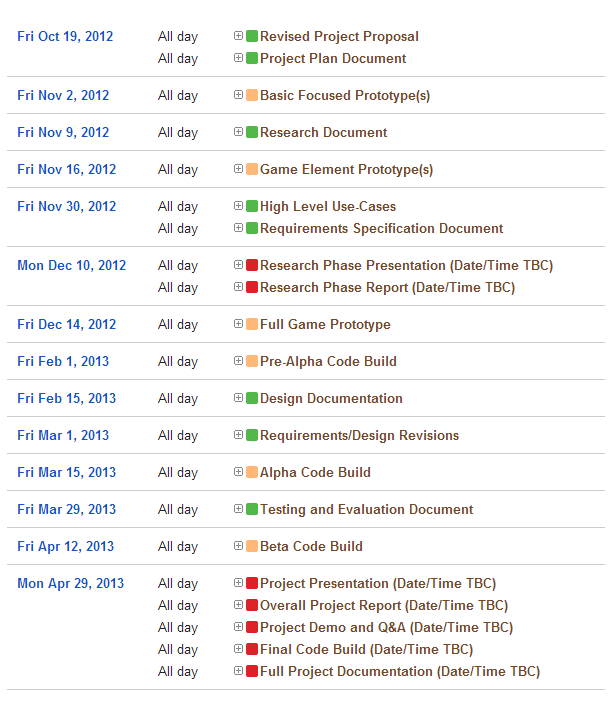 Fri Oct 19, 2012 All day Revised Project Proposal
All day Project Plan Document
Fri Nov 2, 2012 All day Basic Focused Prototype(s)
Fri Nov 9, 2012 All day Research Document
Fri Nov 16, 2012 All day Game Element Prototype(s)
Fri Nov 30, 2012 All day High Level Use-Cases
All day Requirements Specification Document
Mon Dec 10, 2012 All day Research Phase Presentation (Date/Time TBC)
All day Research Phase Report (Date/Time TBC)
Fri Dec 14, 2012 All day Full Game Prototype
Fri Feb 1, 2013 All day Pre-Alpha Code Build
Fri Feb 15, 2013 All day Design Documentation
Fri Mar 1, 2013 All day Requirements/Design Revisions
Fri Mar 15, 2013 All day Alpha Code Build
Fri Mar 29, 2013 All day Testing and Evaluation Document
Fri Apr 12, 2013 All day Beta Code Build
Mon Apr 29, 2013 All day Project Presentation (Date/Time TBC)
All day Overall Project Report (Date/Time TBC)
All day Project Demo and Q&A (Date/Time TBC)
All day Final Code Build (Date/Time TBC)
All day Full Project Documentation (Date/Time TBC)